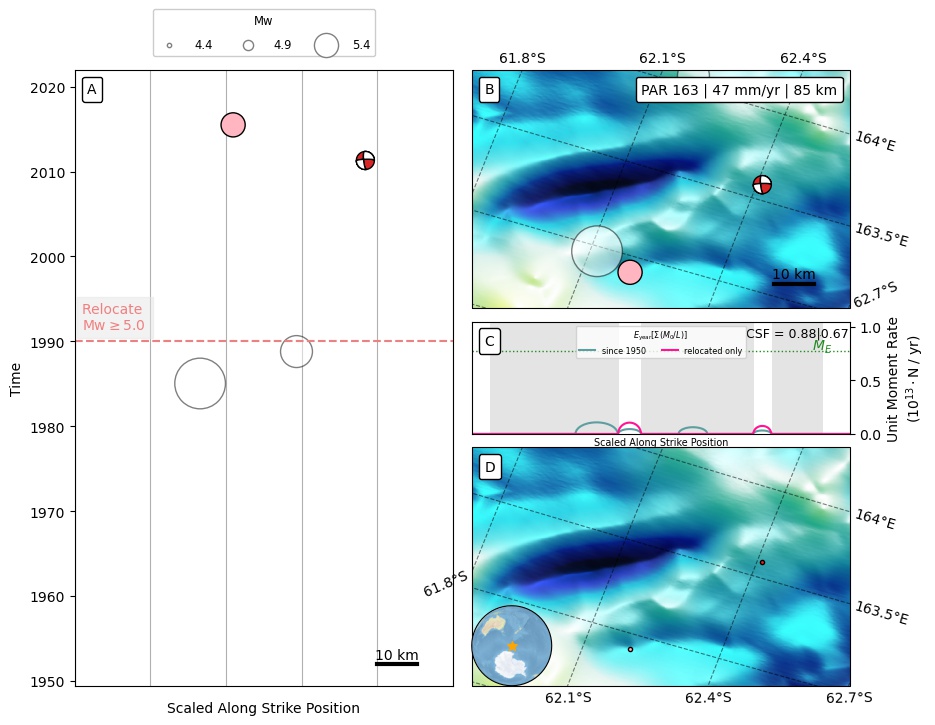 Mw
4.4 4.9 5.4
A
2020
2010
2000
1990
1980
1970
1960
1950
Time
Relocate
Mw ≥ 5.0
10 km
Scaled Along Strike Position
61.8°S 62.1°S 62.4°S
B
PAR 163 | 47 mm/yr | 85 km
164°E
163.5°E
62.7°S
10 km
C
E_year[Σ(M₀/L)]
since 1950 relocated only
CSF = 0.88|0.67
M_E
1.0
0.5
0.0
Unit Moment Rate
(10¹³ · N / yr)
Scaled Along Strike Position
D
164°E
163.5°E
61.8°S
62.1°S 62.4°S 62.7°S